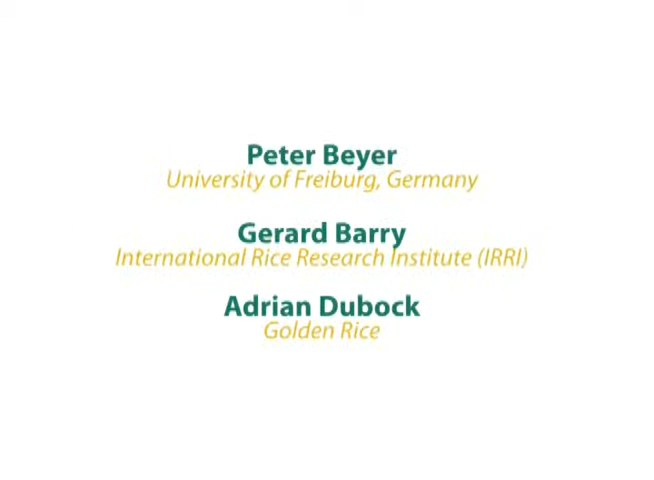 Peter Beyer
University of Freiburg, Germany
Gerard Barry
International Rice Research Institute (IRRI)
Adrian Dubock
Golden Rice